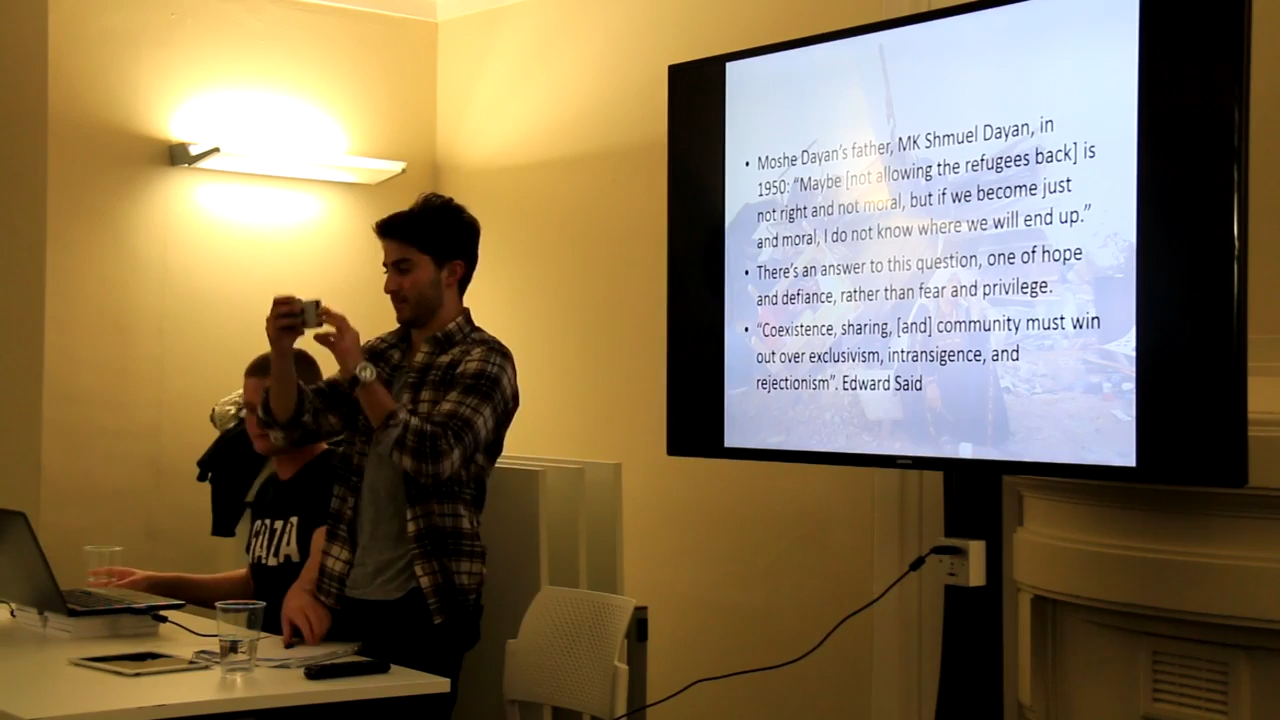 • Moshe Dayan's father, MK Shmuel Dayan, in
1950: "Maybe [not allowing the refugees back] is
not right and not moral, but if we become just
and moral, I do not know where we will end up."
• There's an answer to this question, one of hope
and defiance, rather than fear and privilege.
• "Coexistence, sharing, [and] community must win
out over exclusivism, intransigence, and
rejectionism". Edward Said
GAZA